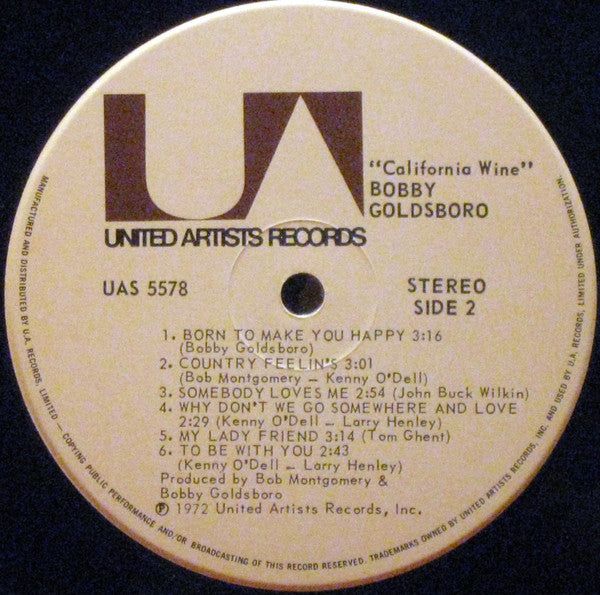 UA
"California Wine"
BOBBY
GOLDSBORO
UNITED ARTISTS RECORDS
UAS 5578
STEREO
SIDE 2
1. BORN TO MAKE YOU HAPPY 3:16
(Bobby Goldsboro)
2. COUNTRY FEELIN'S 3:01
(Bob Montgomery - Kenny O'Dell)
3. SOMEBODY LOVES ME 2:54 (John Buck Wilkin)
4. WHY DON'T WE GO SOMEWHERE AND LOVE
2:29 (Kenny O'Dell - Larry Henley)
5. MY LADY FRIEND 3:14 (Tom Ghent)
6. TO BE WITH YOU 2:43
(Kenny O'Dell - Larry Henley)
Produced by Bob Montgomery &
Bobby Goldsboro
℗ 1972 United Artists Records, Inc.
MANUFACTURED AND DISTRIBUTED BY U.A. RECORDS, LIMITED — COPYING PUBLIC PERFORMANCE AND/OR BROADCASTING OF THIS RECORD RESERVED. TRADEMARKS OWNED BY UNITED ARTISTS RECORDS, INC. AND USED BY U.A. RECORDS, LIMITED UNDER AUTHORIZATION.